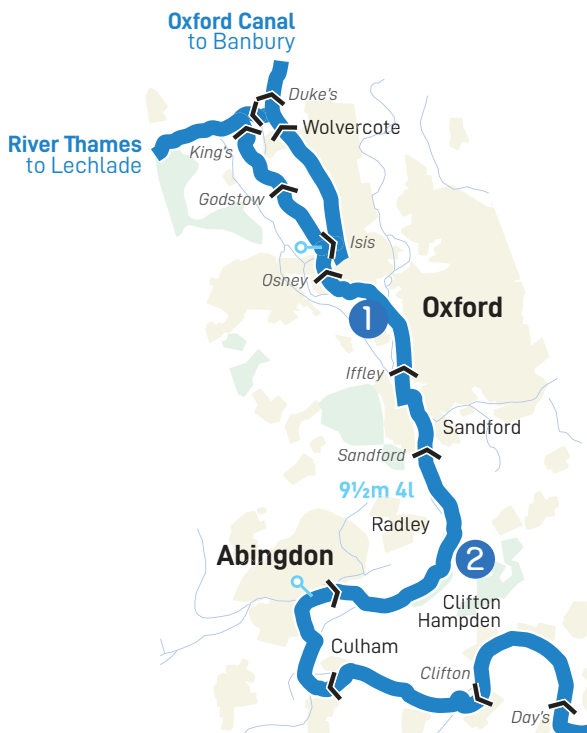 Oxford Canal
to Banbury
Duke's
Wolvercote
River Thames
to Lechlade
King's
Godstow
Isis
Osney
Oxford
1
Iffley
Sandford
Sandford
9½m 4l
Radley
Abingdon
2
Clifton
Hampden
Culham
Clifton
Day's